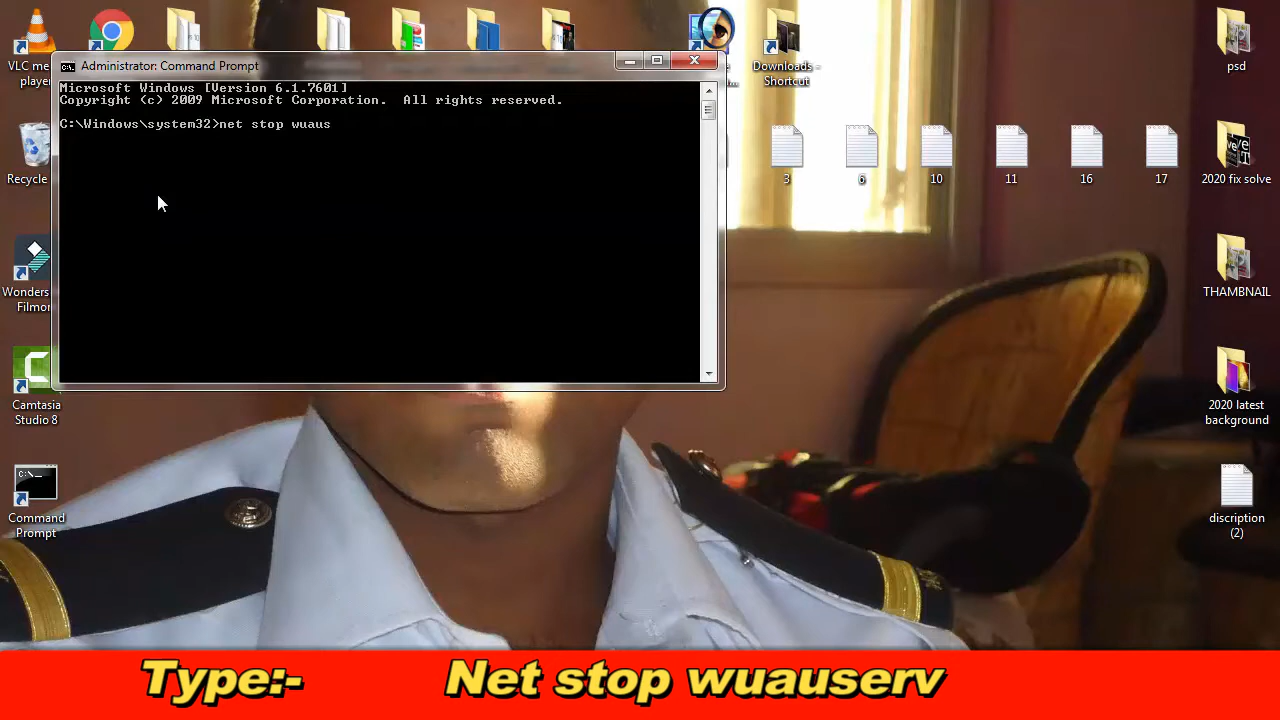 VLC me
player
Downloads -
Shortcut
psd
Administrator: Command Prompt
Microsoft Windows [Version 6.1.7601]
Copyright (c) 2009 Microsoft Corporation.  All rights reserved.
C:\Windows\system32>net stop wuaus
Recycle
3
6
10
11
16
17
2020 fix solve
Wonders
Filmor
THAMBNAIL
Camtasia
Studio 8
2020 latest
background
Command
Prompt
discription
(2)
Type:- Net stop wuauserv